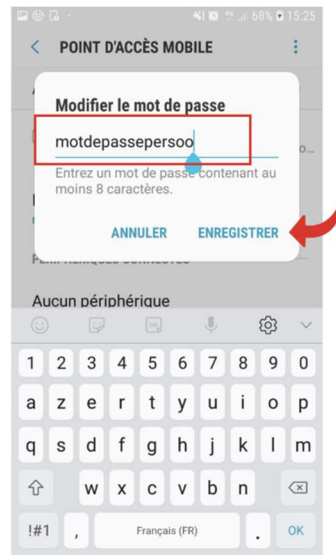 68% 15:25
POINT D'ACCÈS MOBILE
Modifier le mot de passe
motdepassepersoo
Entrez un mot de passe contenant au
moins 8 caractères.
ANNULER ENREGISTRER
Aucun périphérique
1 2 3 4 5 6 7 8 9 0
a z e r t y u i o p
q s d f g h j k l m
w x c v b n
!#1 , Français (FR) . OK